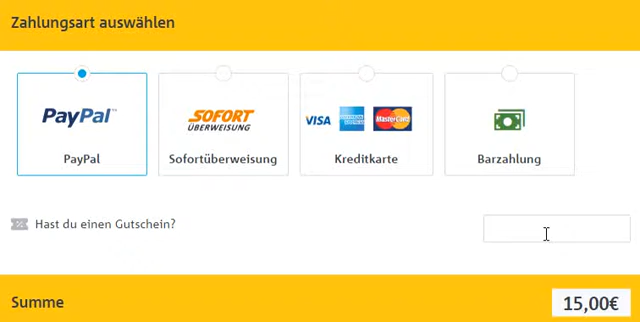 Zahlungsart auswählen
PayPal™ SOFORT ÜBERWEISUNG VISA AMERICAN EXPRESS MasterCard
PayPal Sofortüberweisung Kreditkarte Barzahlung
Hast du einen Gutschein?
Summe 15,00€